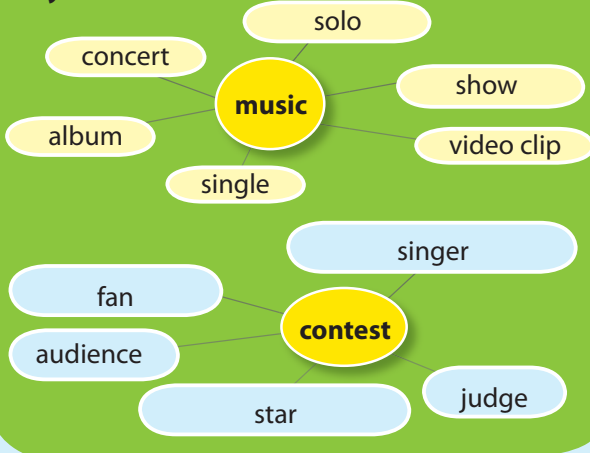 solo
concert
show
music
album
video clip
single
singer
fan
contest
audience
judge
star